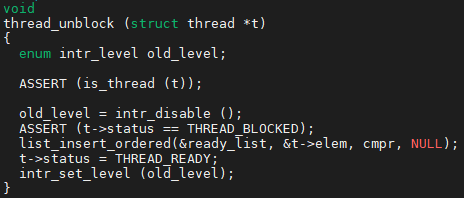 void
thread_unblock (struct thread *t)
{
  enum intr_level old_level;

  ASSERT (is_thread (t));

  old_level = intr_disable ();
  ASSERT (t->status == THREAD_BLOCKED);
  list_insert_ordered(&ready_list, &t->elem, cmpr, NULL);
  t->status = THREAD_READY;
  intr_set_level (old_level);
}